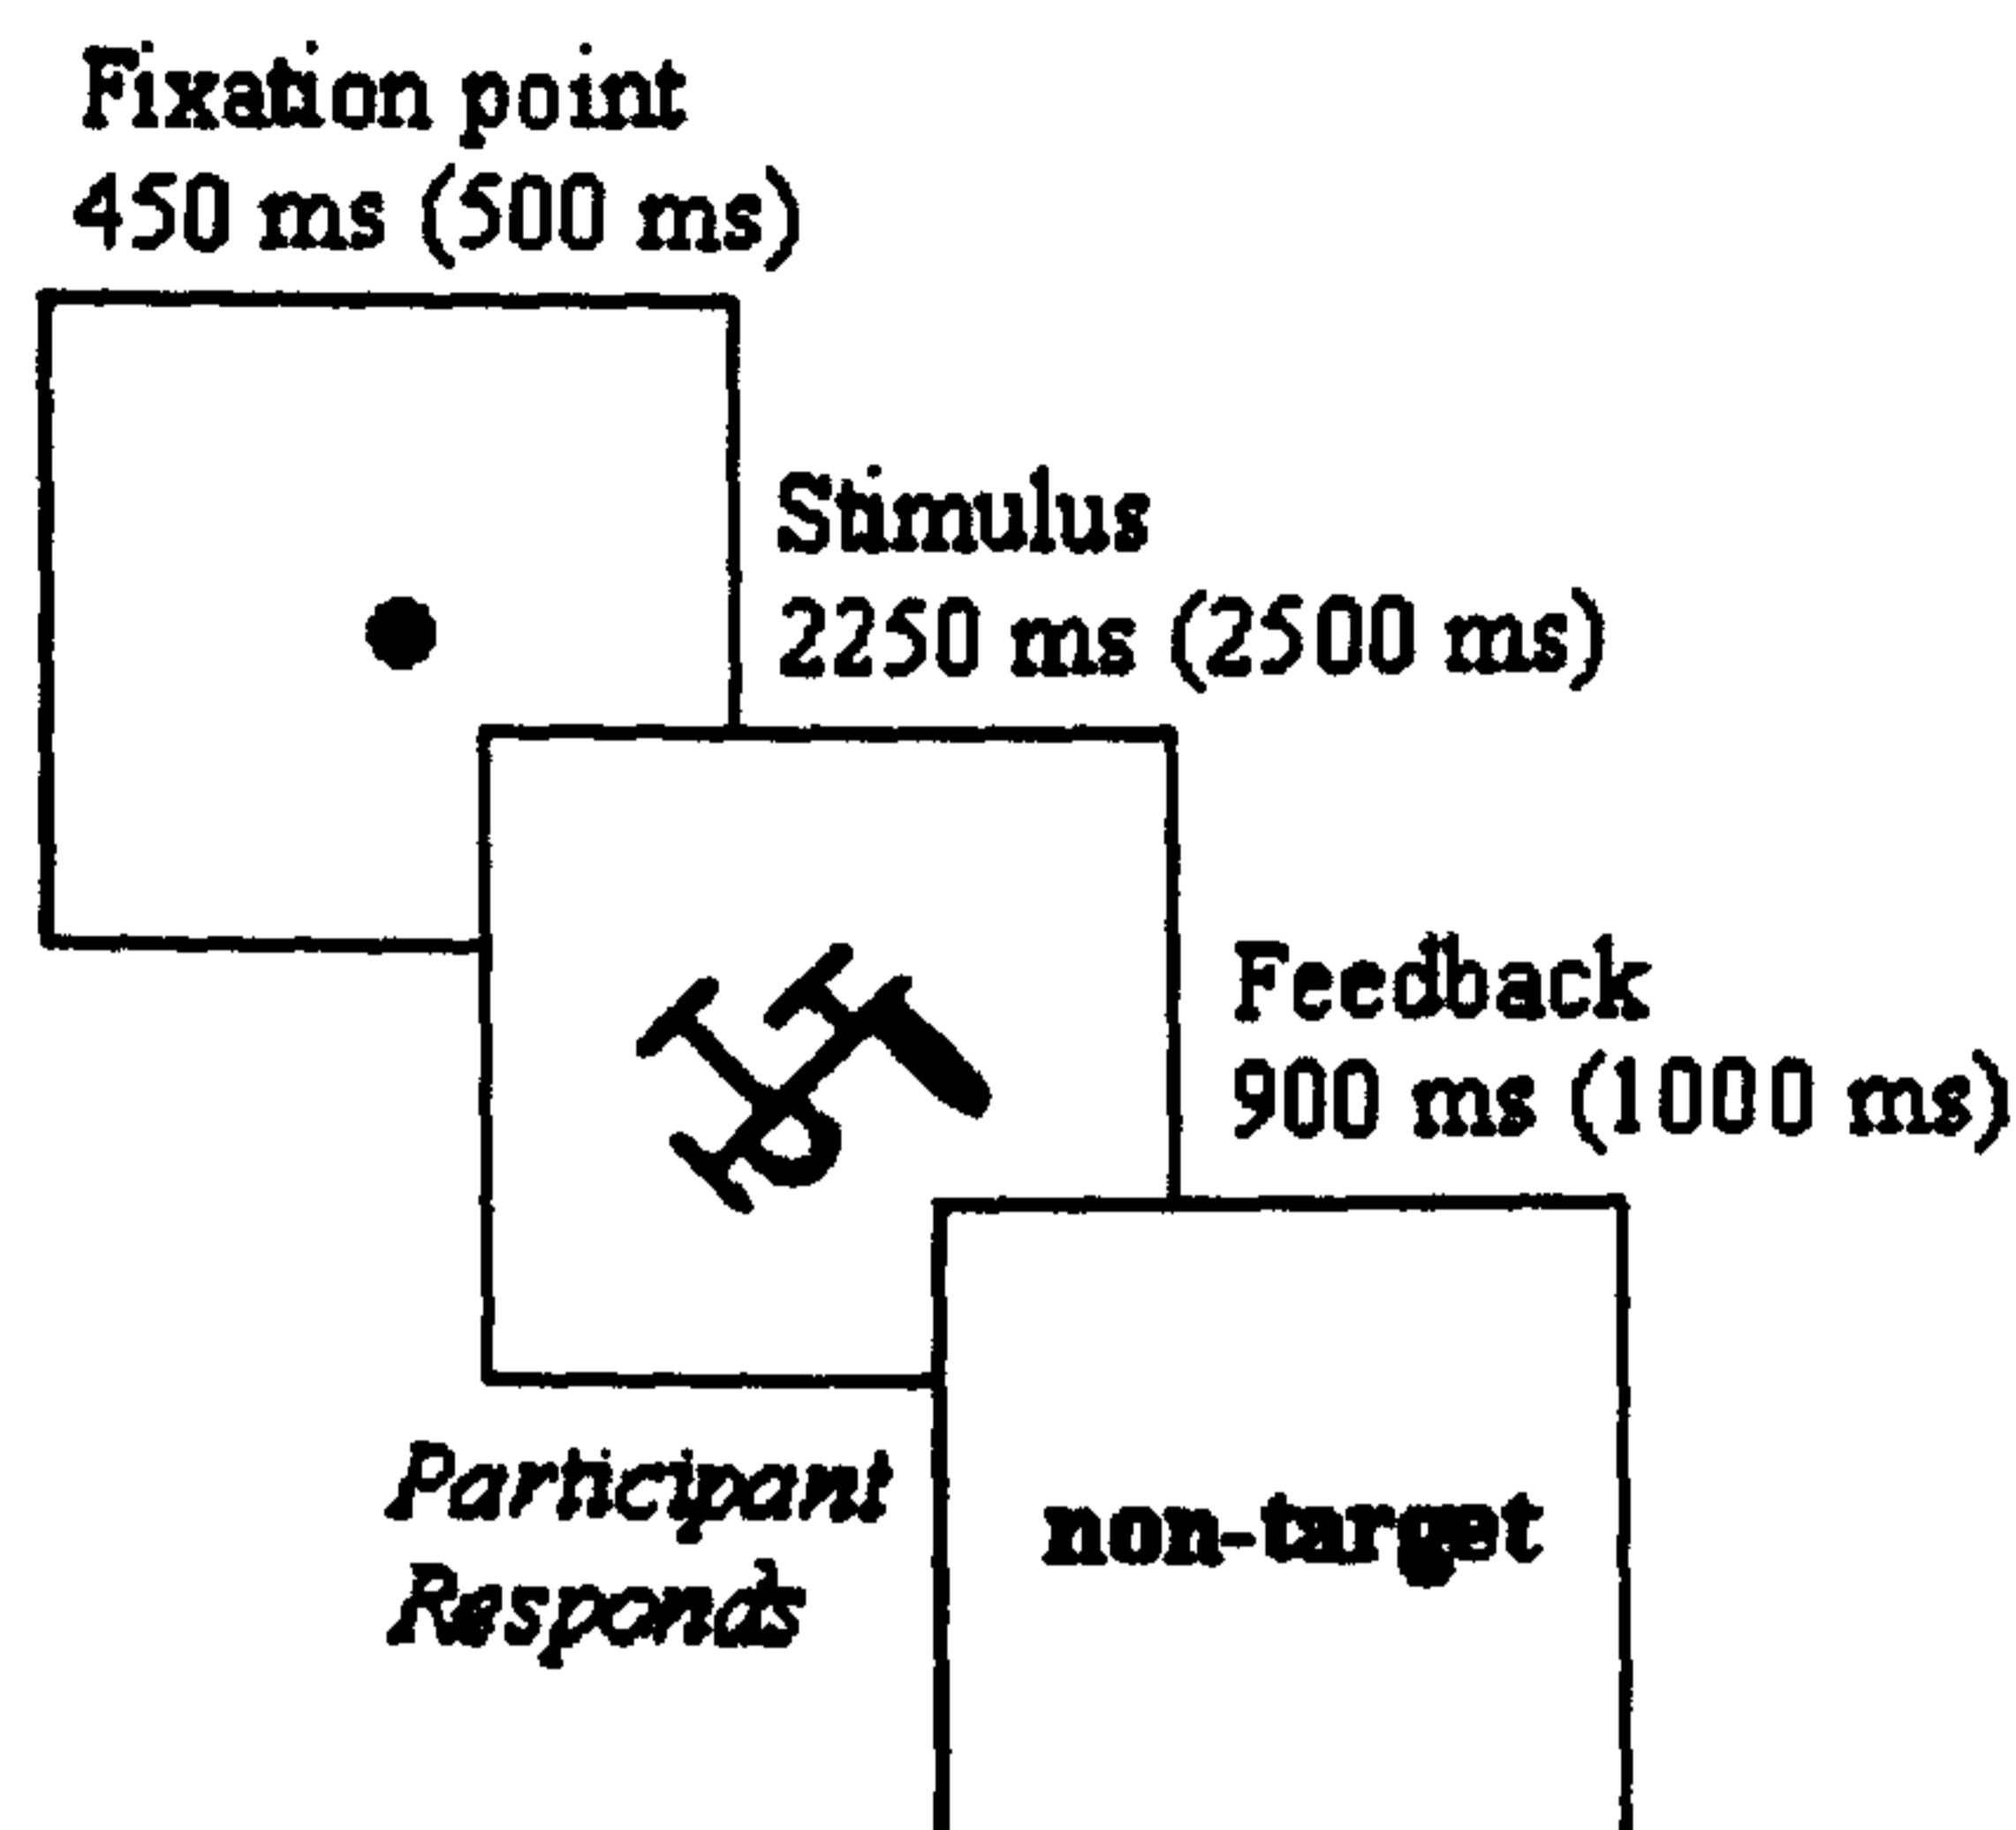 Fixation point
450 ms (500 ms)
Stimulus
2250 ms (2500 ms)
Feedback
900 ms (1000 ms)
Participant
Responds
non-target